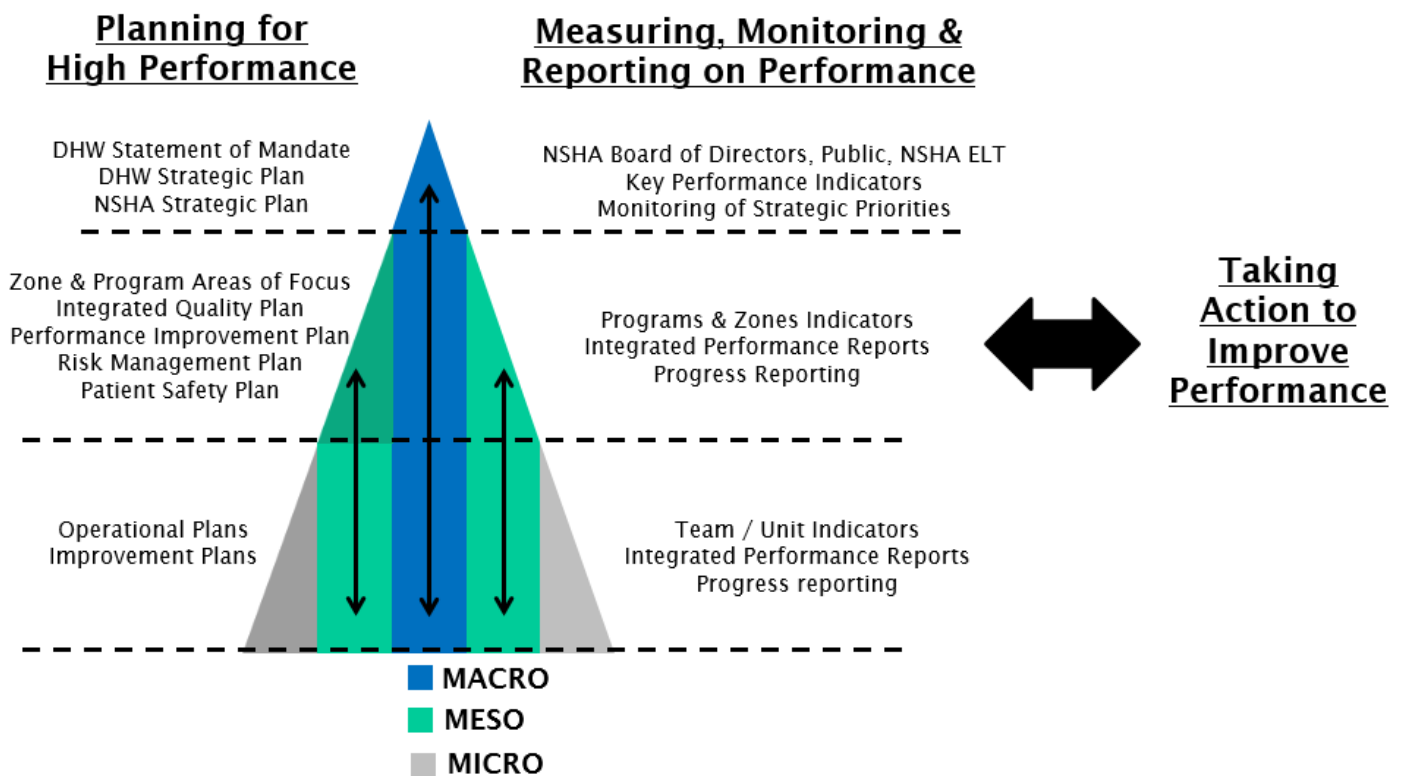 Planning for
High Performance
Measuring, Monitoring &
Reporting on Performance
DHW Statement of Mandate
DHW Strategic Plan
NSHA Strategic Plan
NSHA Board of Directors, Public, NSHA ELT
Key Performance Indicators
Monitoring of Strategic Priorities
Zone & Program Areas of Focus
Integrated Quality Plan
Performance Improvement Plan
Risk Management Plan
Patient Safety Plan
Programs & Zones Indicators
Integrated Performance Reports
Progress Reporting
Taking
Action to
Improve
Performance
Operational Plans
Improvement Plans
Team / Unit Indicators
Integrated Performance Reports
Progress reporting
MACRO
MESO
MICRO